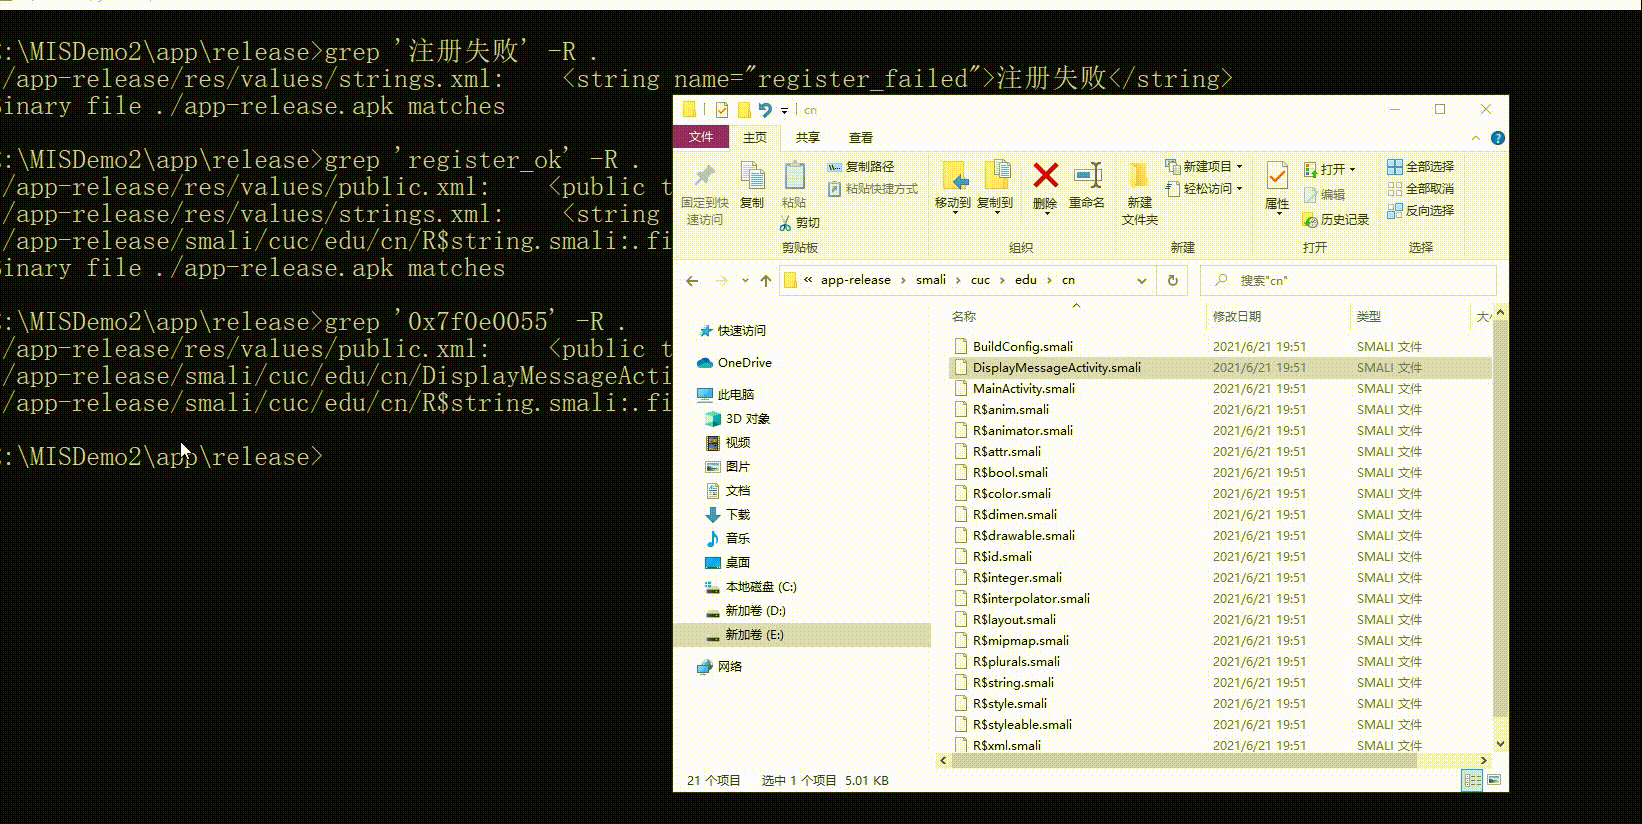 :\MISDemo2\app\release>grep '注册失败' -R .
/app-release/res/values/strings.xml:    <string name="register_failed">注册失败</string>
inary file ./app-release.apk matches
:\MISDemo2\app\release>grep 'register_ok' -R .
/app-release/res/values/public.xml:    <public t
/app-release/res/values/strings.xml:    <string
/app-release/smali/cuc/edu/cn/R$string.smali:.fi
inary file ./app-release.apk matches
:\MISDemo2\app\release>grep '0x7f0e0055' -R .
/app-release/res/values/public.xml:    <public t
/app-release/smali/cuc/edu/cn/DisplayMessageActi
/app-release/smali/cuc/edu/cn/R$string.smali:.fi
:\MISDemo2\app\release>
cn
文件 主页 共享 查看
固定到快速访问
复制
粘贴
复制路径
粘贴快捷方式
剪切
剪贴板
移动到
复制到
删除
重命名
组织
新建文件夹
新建项目
轻松访问
新建
属性
打开
编辑
历史记录
打开
全部选择
全部取消
反向选择
选择
« app-release › smali › cuc › edu › cn
搜索"cn"
快速访问
OneDrive
此电脑
3D 对象
视频
图片
文档
下载
音乐
桌面
本地磁盘 (C:)
新加卷 (D:)
新加卷 (E:)
网络
名称 修改日期 类型 大
BuildConfig.smali 2021/6/21 19:51 SMALI 文件
DisplayMessageActivity.smali 2021/6/21 19:51 SMALI 文件
MainActivity.smali 2021/6/21 19:51 SMALI 文件
R$anim.smali 2021/6/21 19:51 SMALI 文件
R$animator.smali 2021/6/21 19:51 SMALI 文件
R$attr.smali 2021/6/21 19:51 SMALI 文件
R$bool.smali 2021/6/21 19:51 SMALI 文件
R$color.smali 2021/6/21 19:51 SMALI 文件
R$dimen.smali 2021/6/21 19:51 SMALI 文件
R$drawable.smali 2021/6/21 19:51 SMALI 文件
R$id.smali 2021/6/21 19:51 SMALI 文件
R$integer.smali 2021/6/21 19:51 SMALI 文件
R$interpolator.smali 2021/6/21 19:51 SMALI 文件
R$layout.smali 2021/6/21 19:51 SMALI 文件
R$mipmap.smali 2021/6/21 19:51 SMALI 文件
R$plurals.smali 2021/6/21 19:51 SMALI 文件
R$string.smali 2021/6/21 19:51 SMALI 文件
R$style.smali 2021/6/21 19:51 SMALI 文件
R$styleable.smali 2021/6/21 19:51 SMALI 文件
R$xml.smali 2021/6/21 19:51 SMALI 文件
21 个项目 选中 1 个项目 5.01 KB